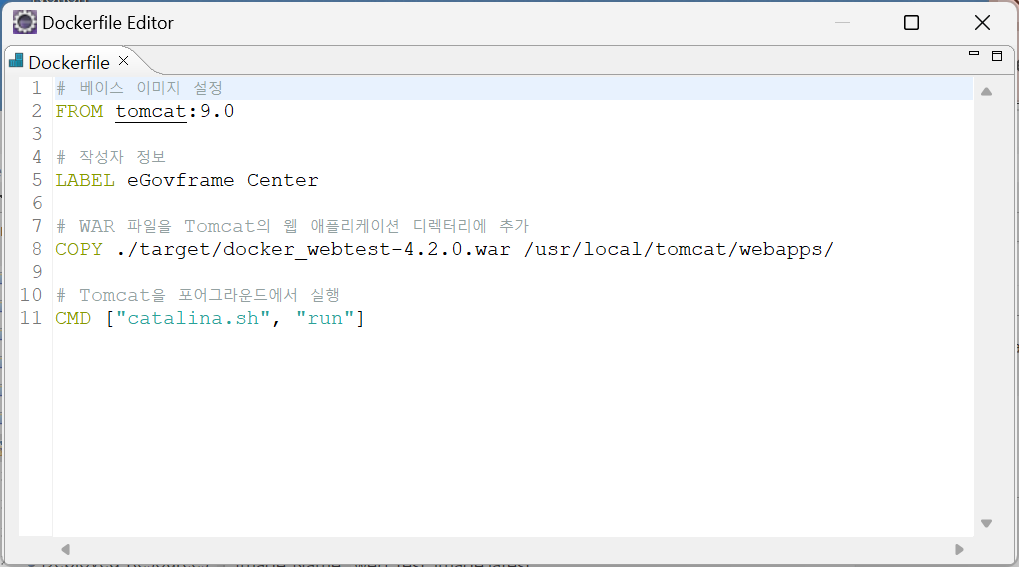 Dockerfile Editor
Dockerfile
1 # 베이스 이미지 설정
2 FROM tomcat:9.0
3
4 # 작성자 정보
5 LABEL eGovframe Center
6
7 # WAR 파일을 Tomcat의 웹 애플리케이션 디렉터리에 추가
8 COPY ./target/docker_webtest-4.2.0.war /usr/local/tomcat/webapps/
9
10 # Tomcat을 포어그라운드에서 실행
11 CMD ["catalina.sh", "run"]